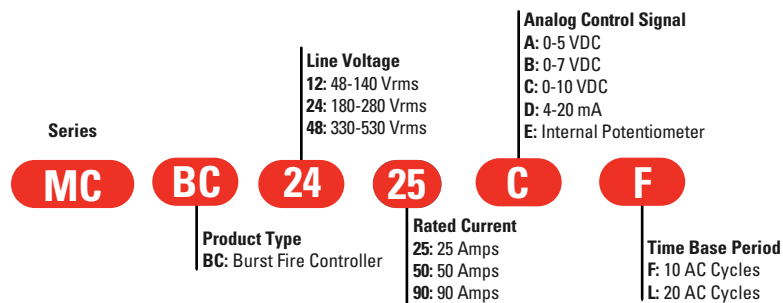 Analog Control Signal
A: 0-5 VDC
B: 0-7 VDC
C: 0-10 VDC
D: 4-20 mA
E: Internal Potentiometer
Line Voltage
12: 48-140 Vrms
24: 180-280 Vrms
48: 330-530 Vrms
Series
MC BC 24 25 C F
Product Type
BC: Burst Fire Controller
Rated Current
25: 25 Amps
50: 50 Amps
90: 90 Amps
Time Base Period
F: 10 AC Cycles
L: 20 AC Cycles